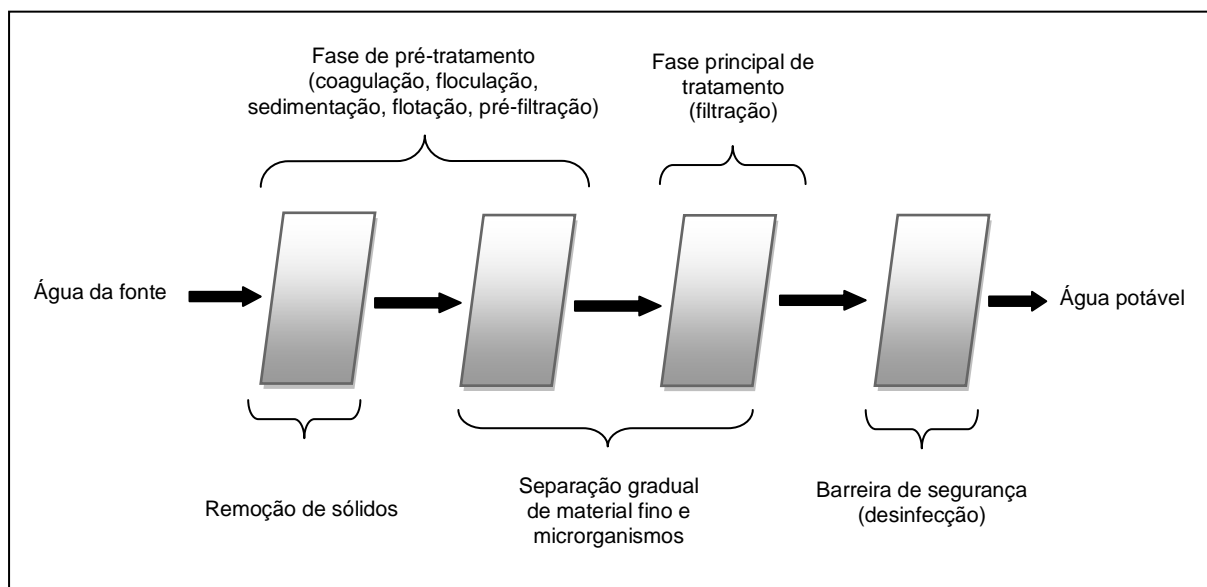 Fase de pré-tratamento
(coagulação, floculação,
sedimentação, flotação, pré-filtração)
Fase principal de
tratamento
(filtração)
Água da fonte
Água potável
Remoção de sólidos
Separação gradual
de material fino e
microrganismos
Barreira de segurança
(desinfecção)